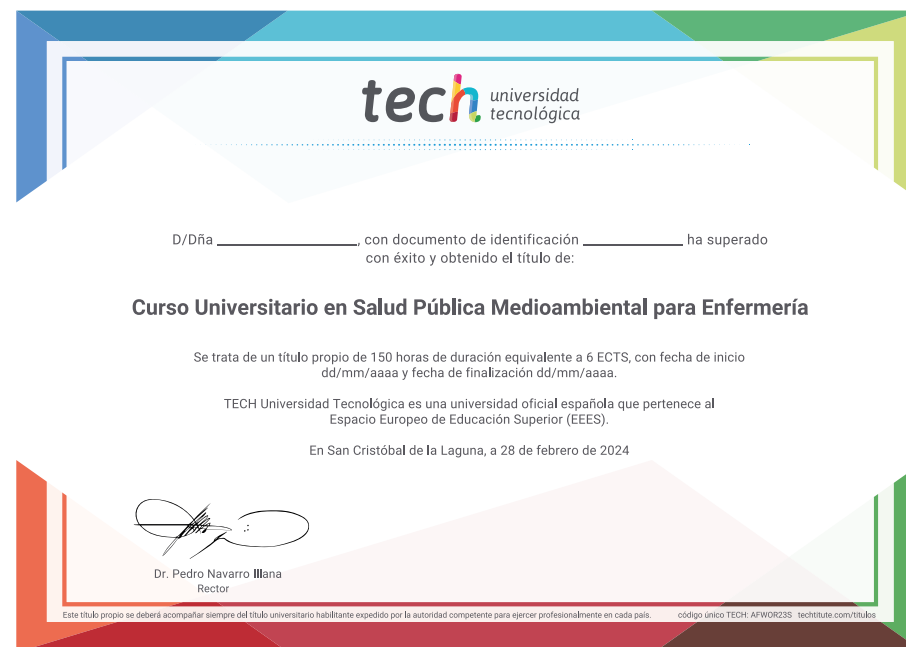 tech universidad
tecnológica
D/Dña ____________, con documento de identificación ____________ ha superado
con éxito y obtenido el título de:
Curso Universitario en Salud Pública Medioambiental para Enfermería
Se trata de un título propio de 150 horas de duración equivalente a 6 ECTS, con fecha de inicio
dd/mm/aaaa y fecha de finalización dd/mm/aaaa.
TECH Universidad Tecnológica es una universidad oficial española que pertenece al
Espacio Europeo de Educación Superior (EEES).
En San Cristóbal de la Laguna, a 28 de febrero de 2024
Dr. Pedro Navarro Illana
Rector
Este título propio se deberá acompañar siempre del título universitario habilitante expedido por la autoridad competente para ejercer profesionalmente en cada país. código único TECH: AFWOR23S techtitute.com/titulos